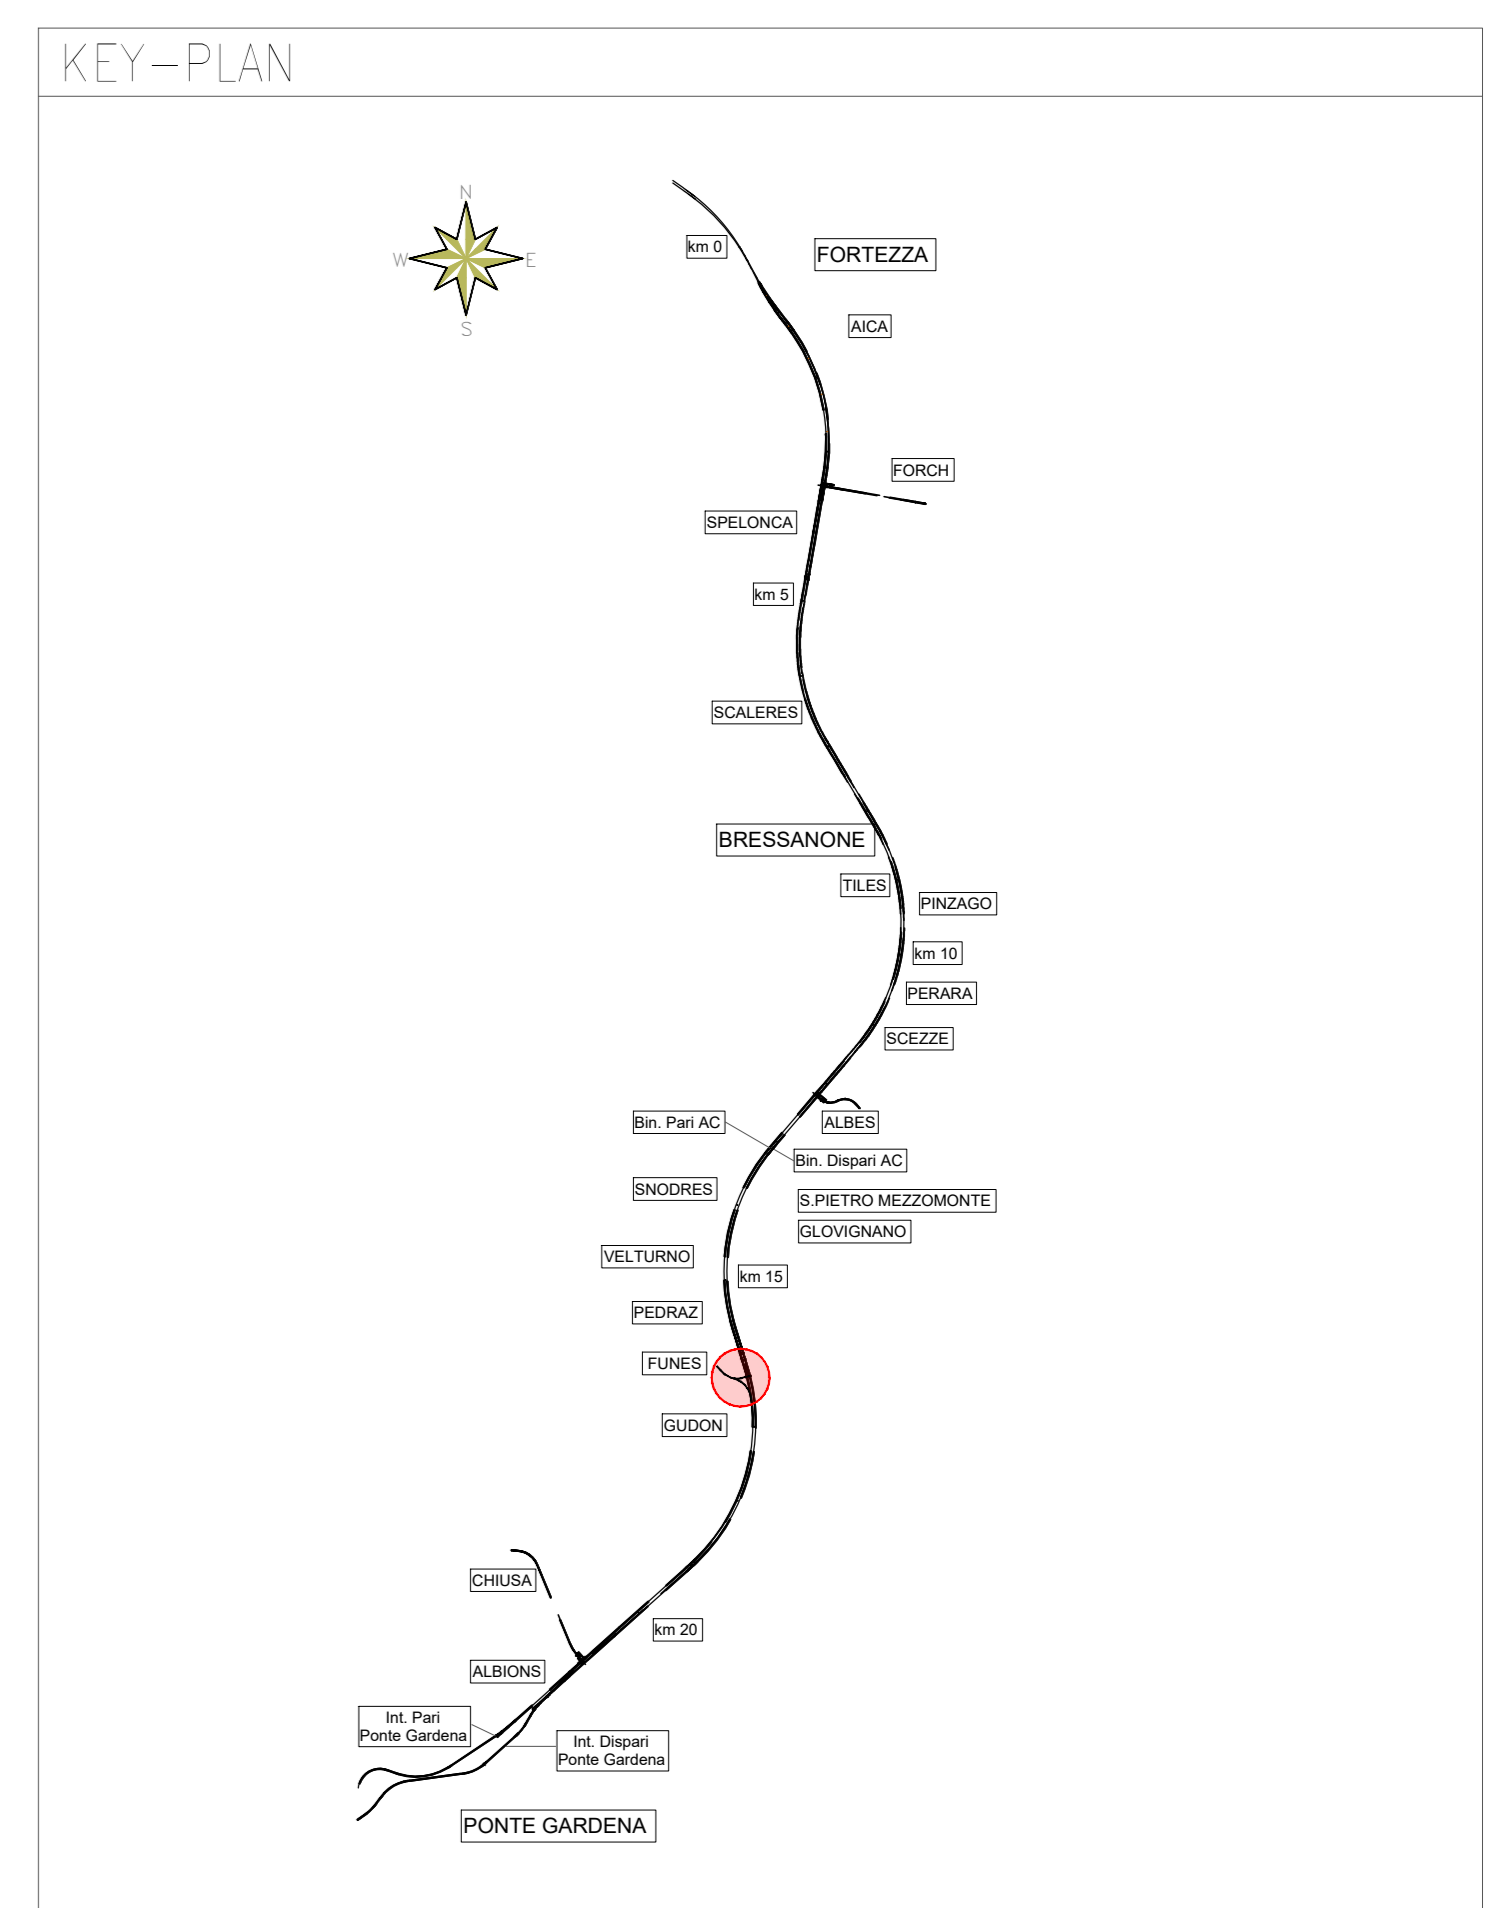 KEY-PLAN
N
W
E
S
km 0
FORTEZZA
AICA
FORCH
SPELONCA
km 5
SCALERES
BRESSANONE
TILES
PINZAGO
km 10
PERARA
SCEZZE
Bin. Pari AC
ALBES
Bin. Dispari AC
SNODRES
S.PIETRO MEZZOMONTE
GLOVIGNANO
VELTURNO
km 15
PEDRAZ
FUNES
GUDON
CHIUSA
km 20
ALBIONS
Int. Pari
Ponte Gardena
Int. Dispari
Ponte Gardena
PONTE GARDENA